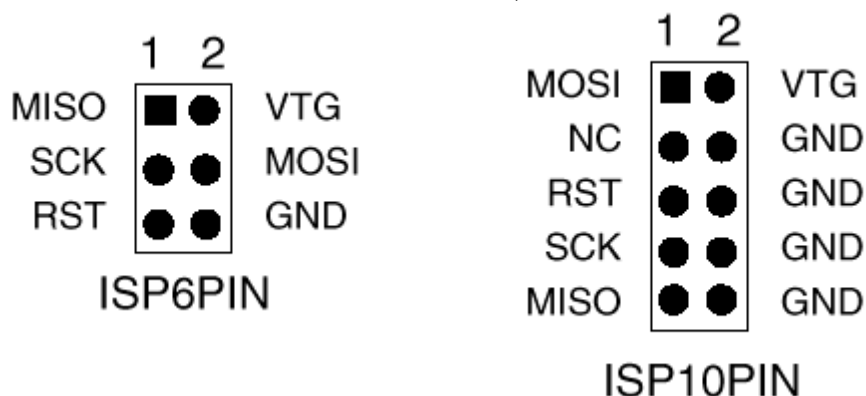 1 2
MISO VTG
SCK MOSI
RST GND
ISP6PIN
1 2
MOSI VTG
NC GND
RST GND
SCK GND
MISO GND
ISP10PIN